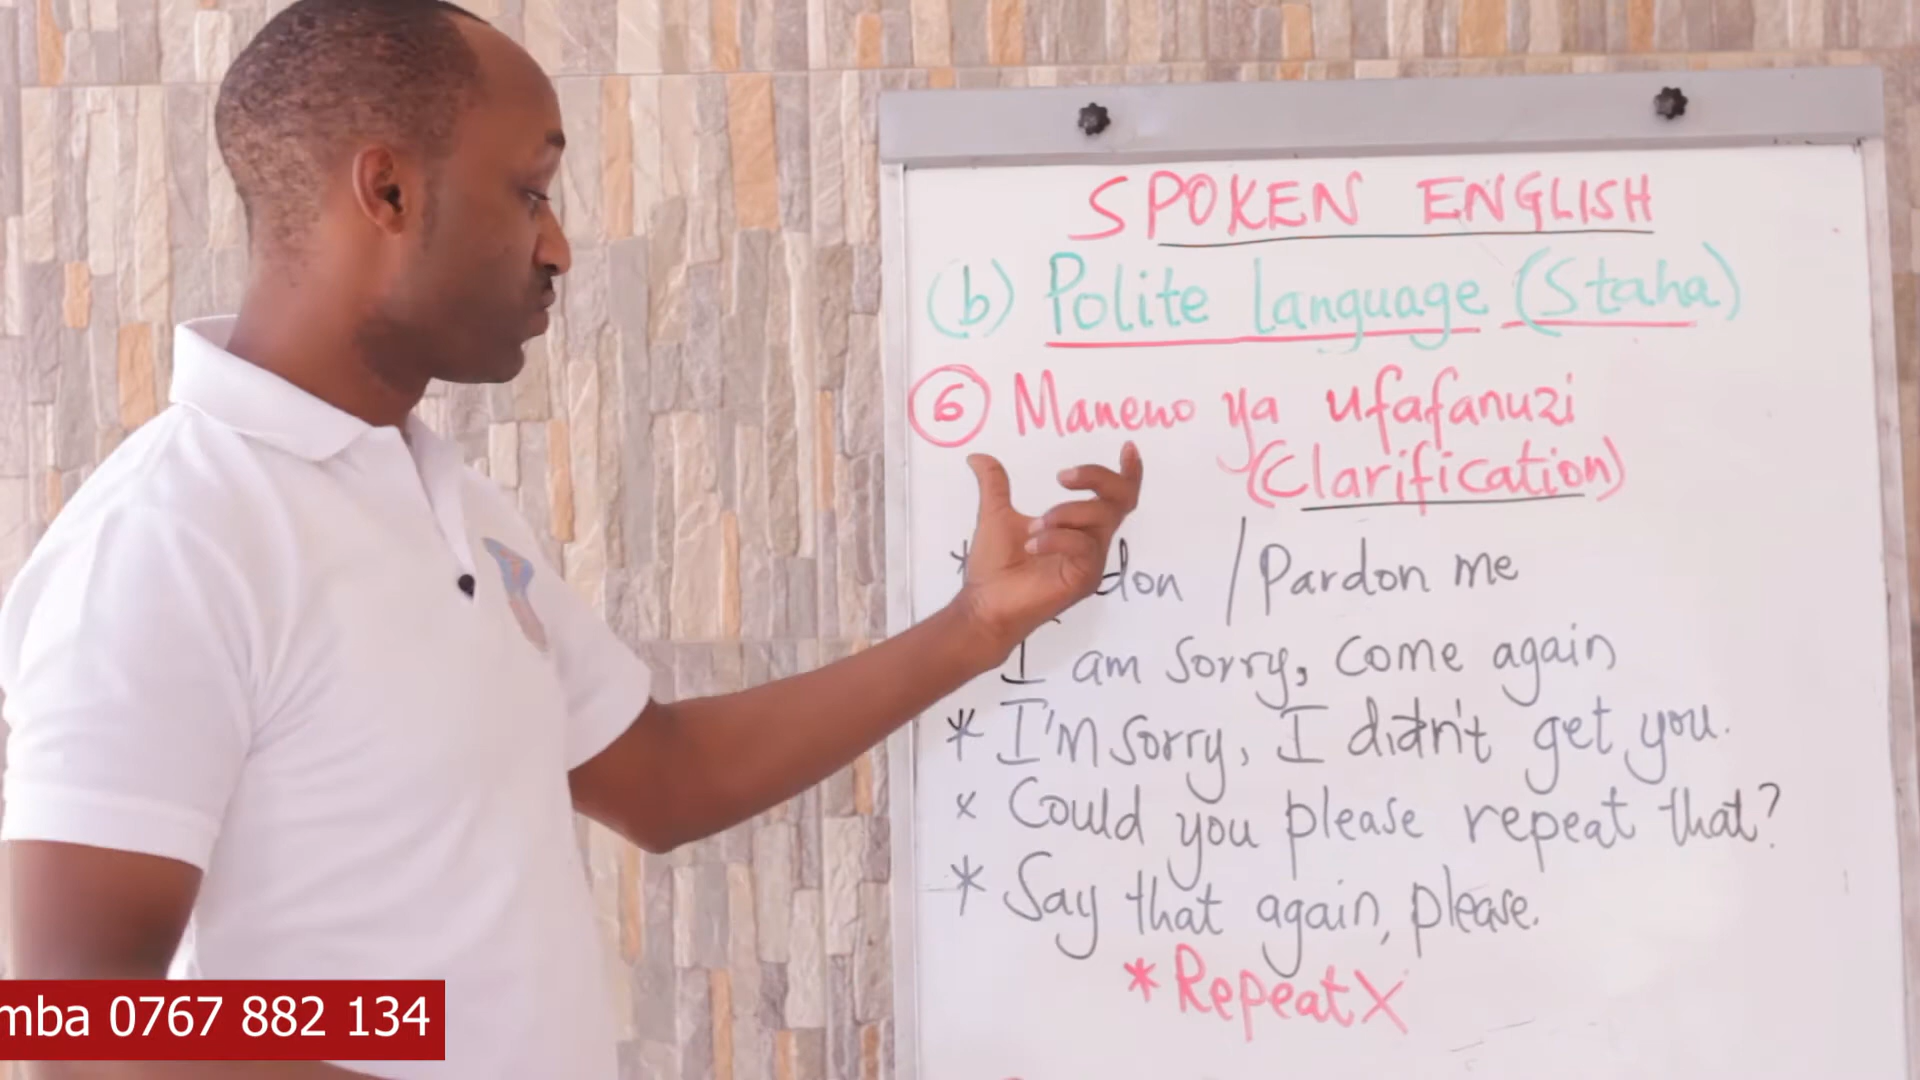 SPOKEN ENGLISH
(b) Polite language (Staha)
6 Maneno ya ufafanuzi
(Clarification)
* don / Pardon me
I am sorry, come again
* I'm sorry, I didn't get you.
× Could you please repeat that?
* Say that again, please.
* Repeat X
mba 0767 882 134